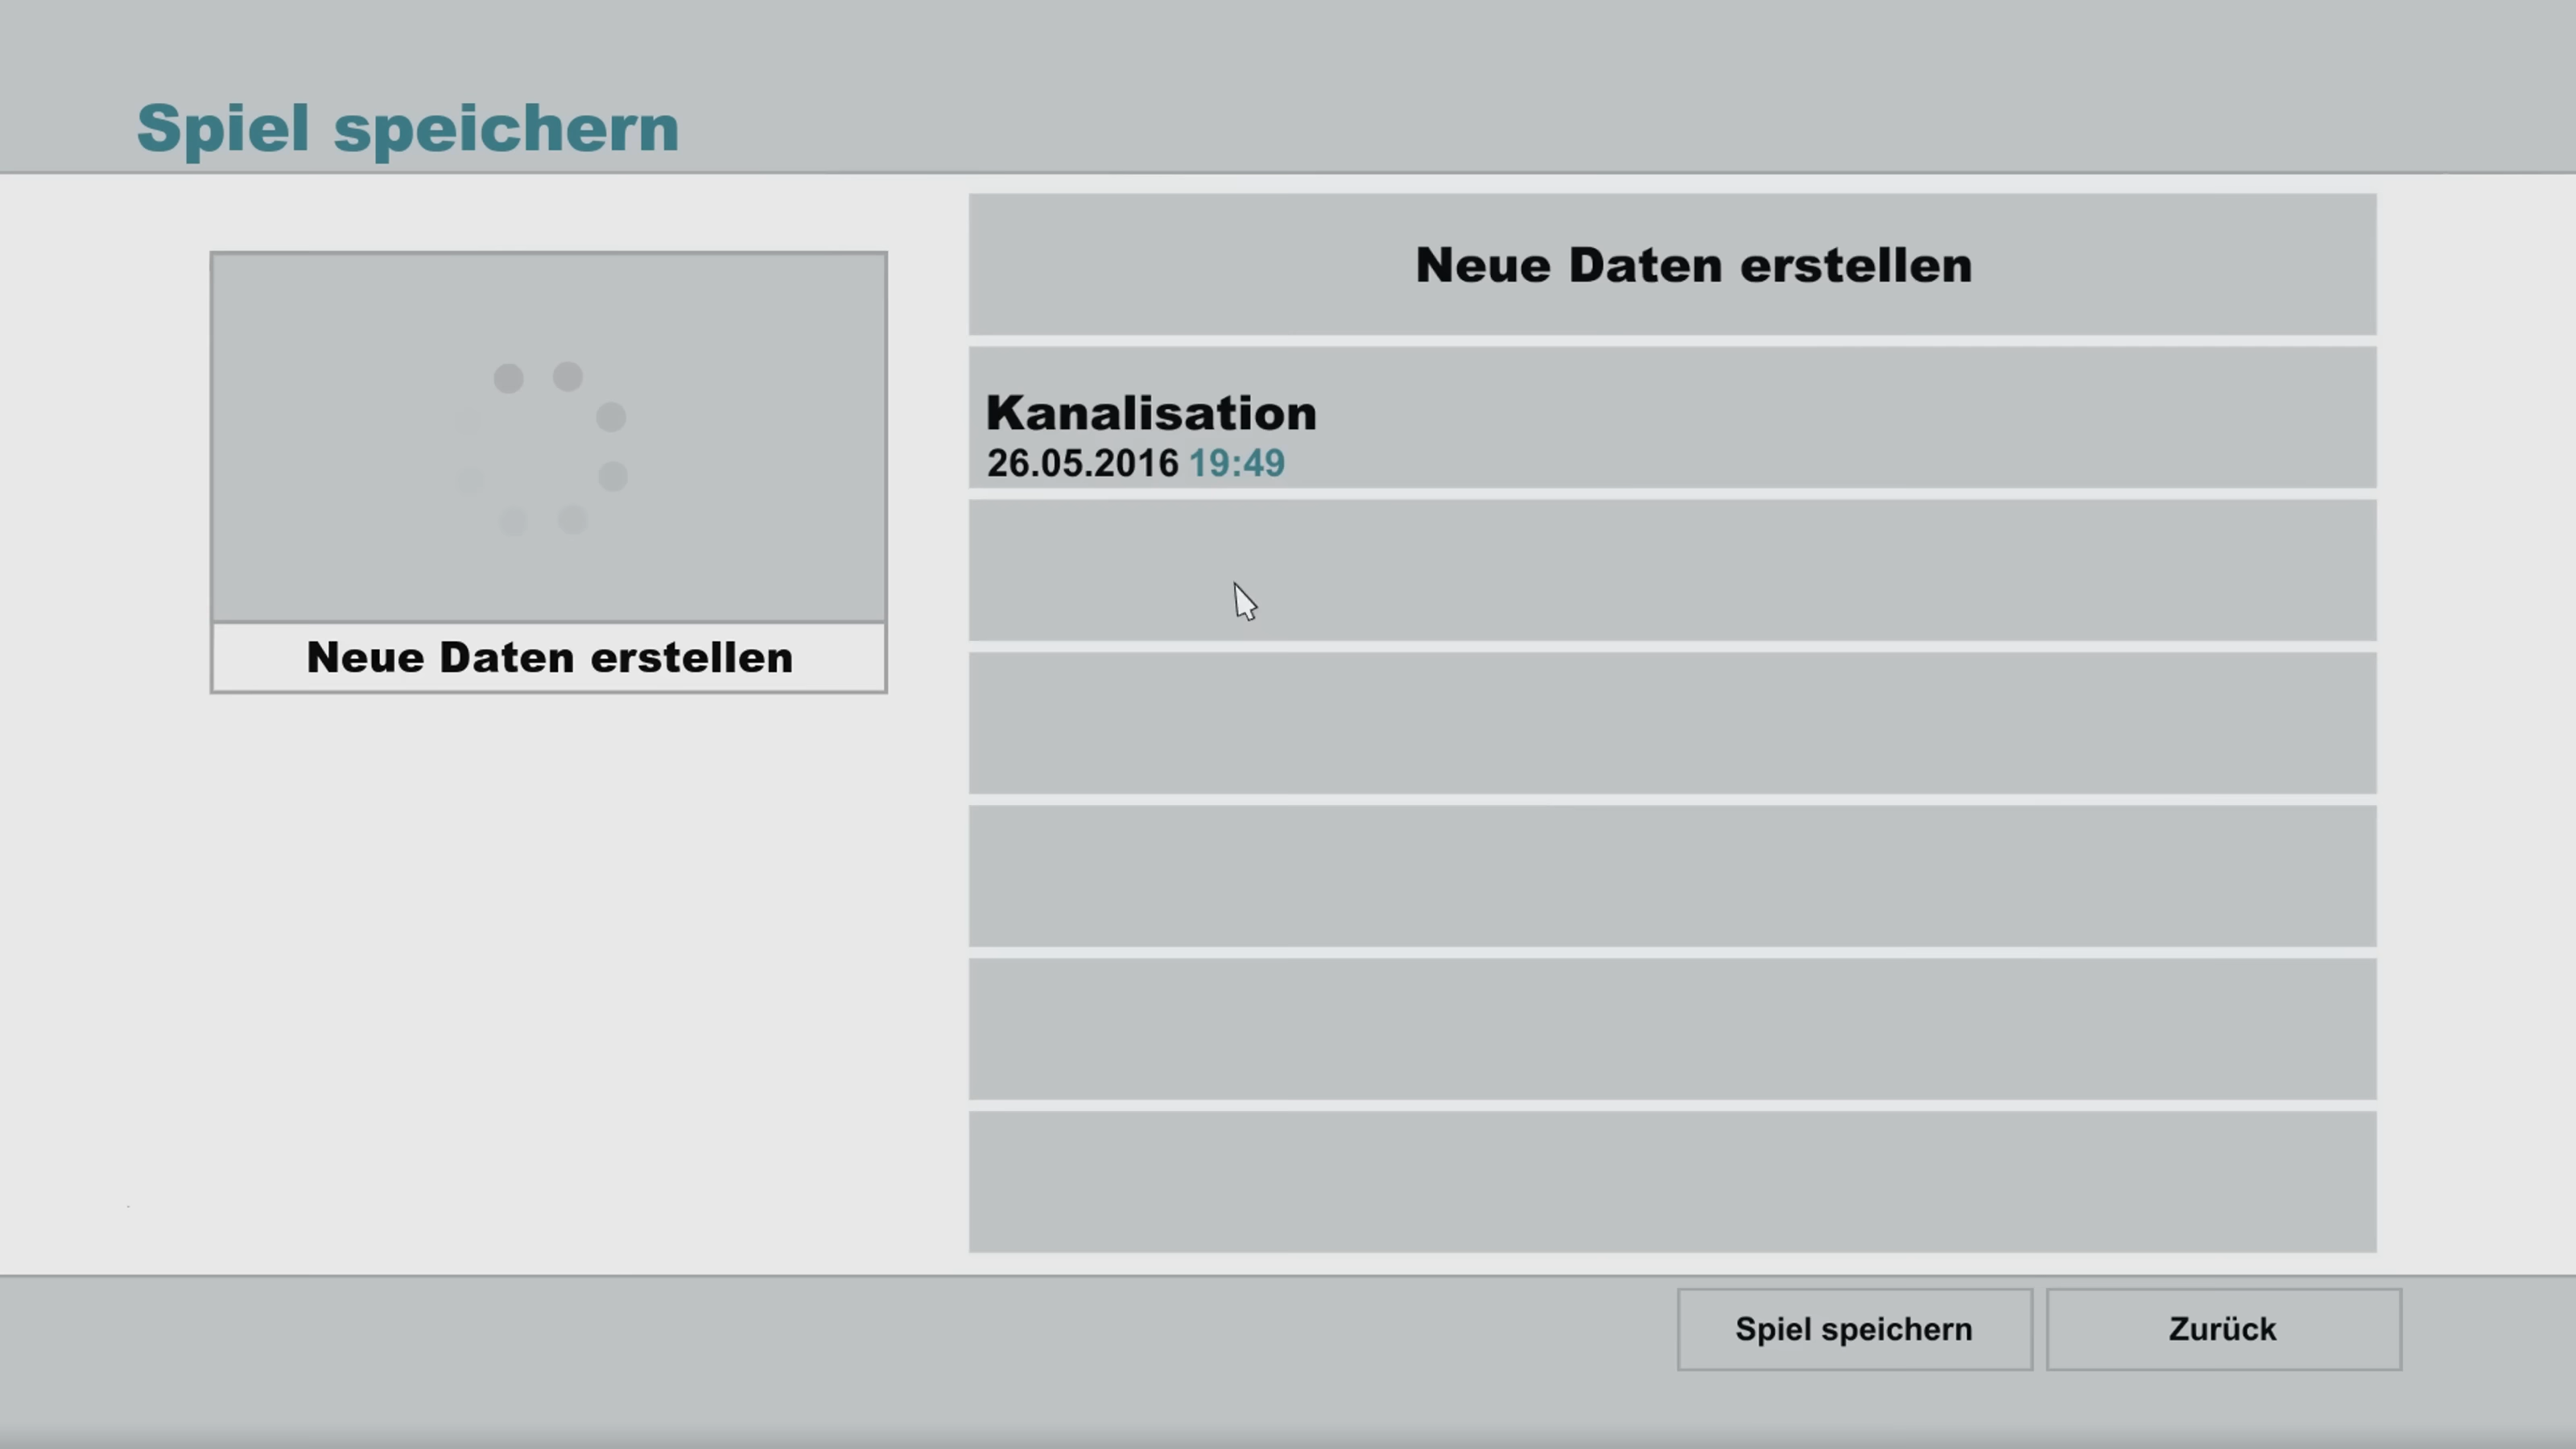 Spiel speichern
Neue Daten erstellen
Neue Daten erstellen
Kanalisation
26.05.2016 19:49
Spiel speichern
Zurück